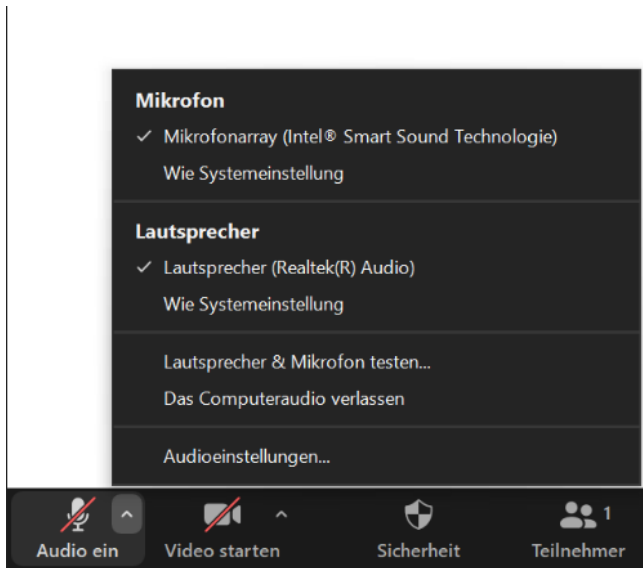 Mikrofon
Mikrofonarray (Intel® Smart Sound Technologie)
Wie Systemeinstellung
Lautsprecher
Lautsprecher (Realtek(R) Audio)
Wie Systemeinstellung
Lautsprecher & Mikrofon testen...
Das Computeraudio verlassen
Audioeinstellungen...
1
Audio ein Video starten Sicherheit Teilnehmer